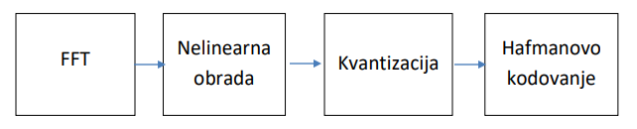 FFT
Nelinearna
obrada
Kvantizacija
Hafmanovo
kodovanje